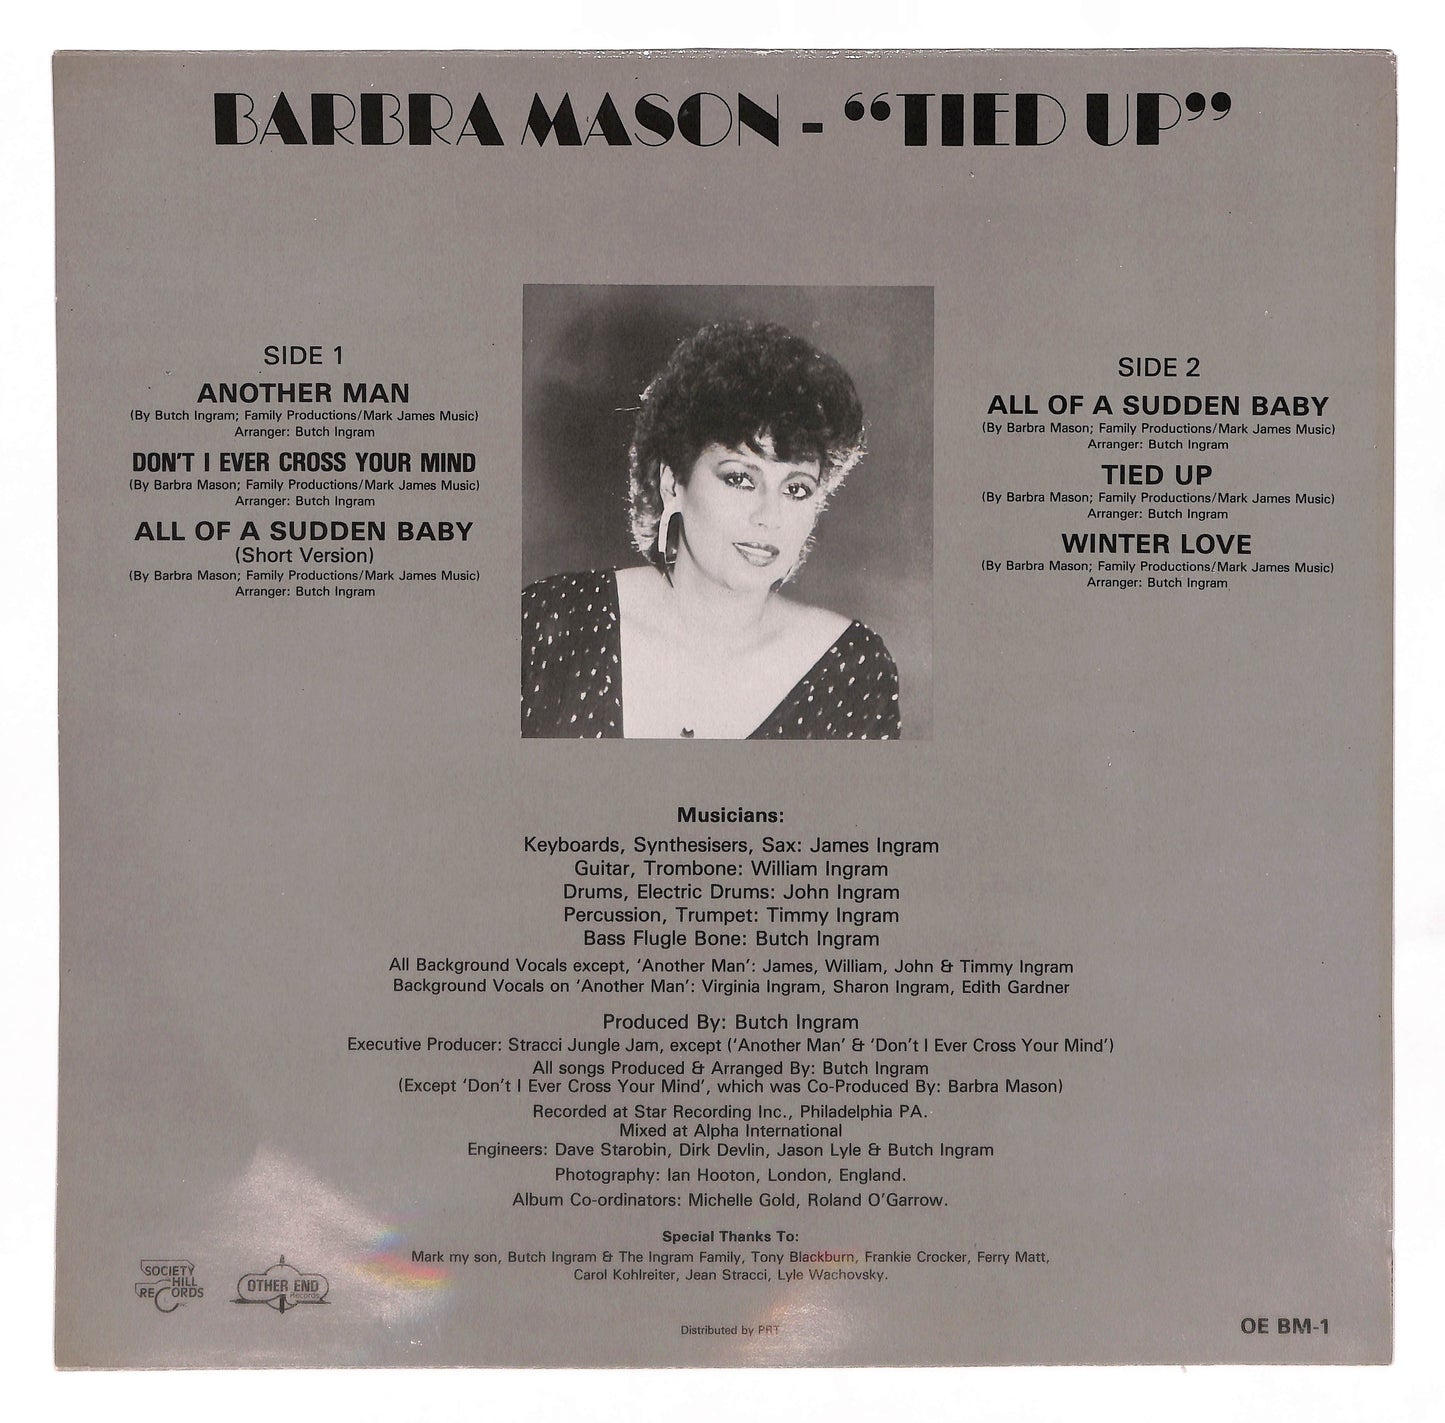 BARBRA MASON - “TIED UP”
SIDE 1
ANOTHER MAN
(By Butch Ingram; Family Productions/Mark James Music)
Arranger: Butch Ingram
DON'T I EVER CROSS YOUR MIND
(By Barbra Mason; Family Productions/Mark James Music)
Arranger: Butch Ingram
ALL OF A SUDDEN BABY
(Short Version)
(By Barbra Mason; Family Productions/Mark James Music)
Arranger: Butch Ingram
SIDE 2
ALL OF A SUDDEN BABY
(By Barbra Mason; Family Productions/Mark James Music)
Arranger: Butch Ingram
TIED UP
(By Barbra Mason; Family Productions/Mark James Music)
Arranger: Butch Ingram
WINTER LOVE
(By Barbra Mason; Family Productions/Mark James Music)
Arranger: Butch Ingram
Musicians:
Keyboards, Synthesisers, Sax: James Ingram
Guitar, Trombone: William Ingram
Drums, Electric Drums: John Ingram
Percussion, Trumpet: Timmy Ingram
Bass Flugle Bone: Butch Ingram
All Background Vocals except, ‘Another Man’: James, William, John & Timmy Ingram
Background Vocals on ‘Another Man’: Virginia Ingram, Sharon Ingram, Edith Gardner
Produced By: Butch Ingram
Executive Producer: Stracci Jungle Jam, except (‘Another Man’ & ‘Don't I Ever Cross Your Mind’)
All songs Produced & Arranged By: Butch Ingram
(Except ‘Don't I Ever Cross Your Mind’, which was Co-Produced By: Barbra Mason)
Recorded at Star Recording Inc., Philadelphia PA.
Mixed at Alpha International
Engineers: Dave Starobin, Dirk Devlin, Jason Lyle & Butch Ingram
Photography: Ian Hooton, London, England.
Album Co-ordinators: Michelle Gold, Roland O'Garrow.
Special Thanks To:
Mark my son, Butch Ingram & The Ingram Family, Tony Blackburn, Frankie Crocker, Ferry Matt,
Carol Kohlreiter, Jean Stracci, Lyle Wachovsky.
SOCIETY
HILL
RECORDS
OTHER END
Records
Distributed by PRT
OE BM-1